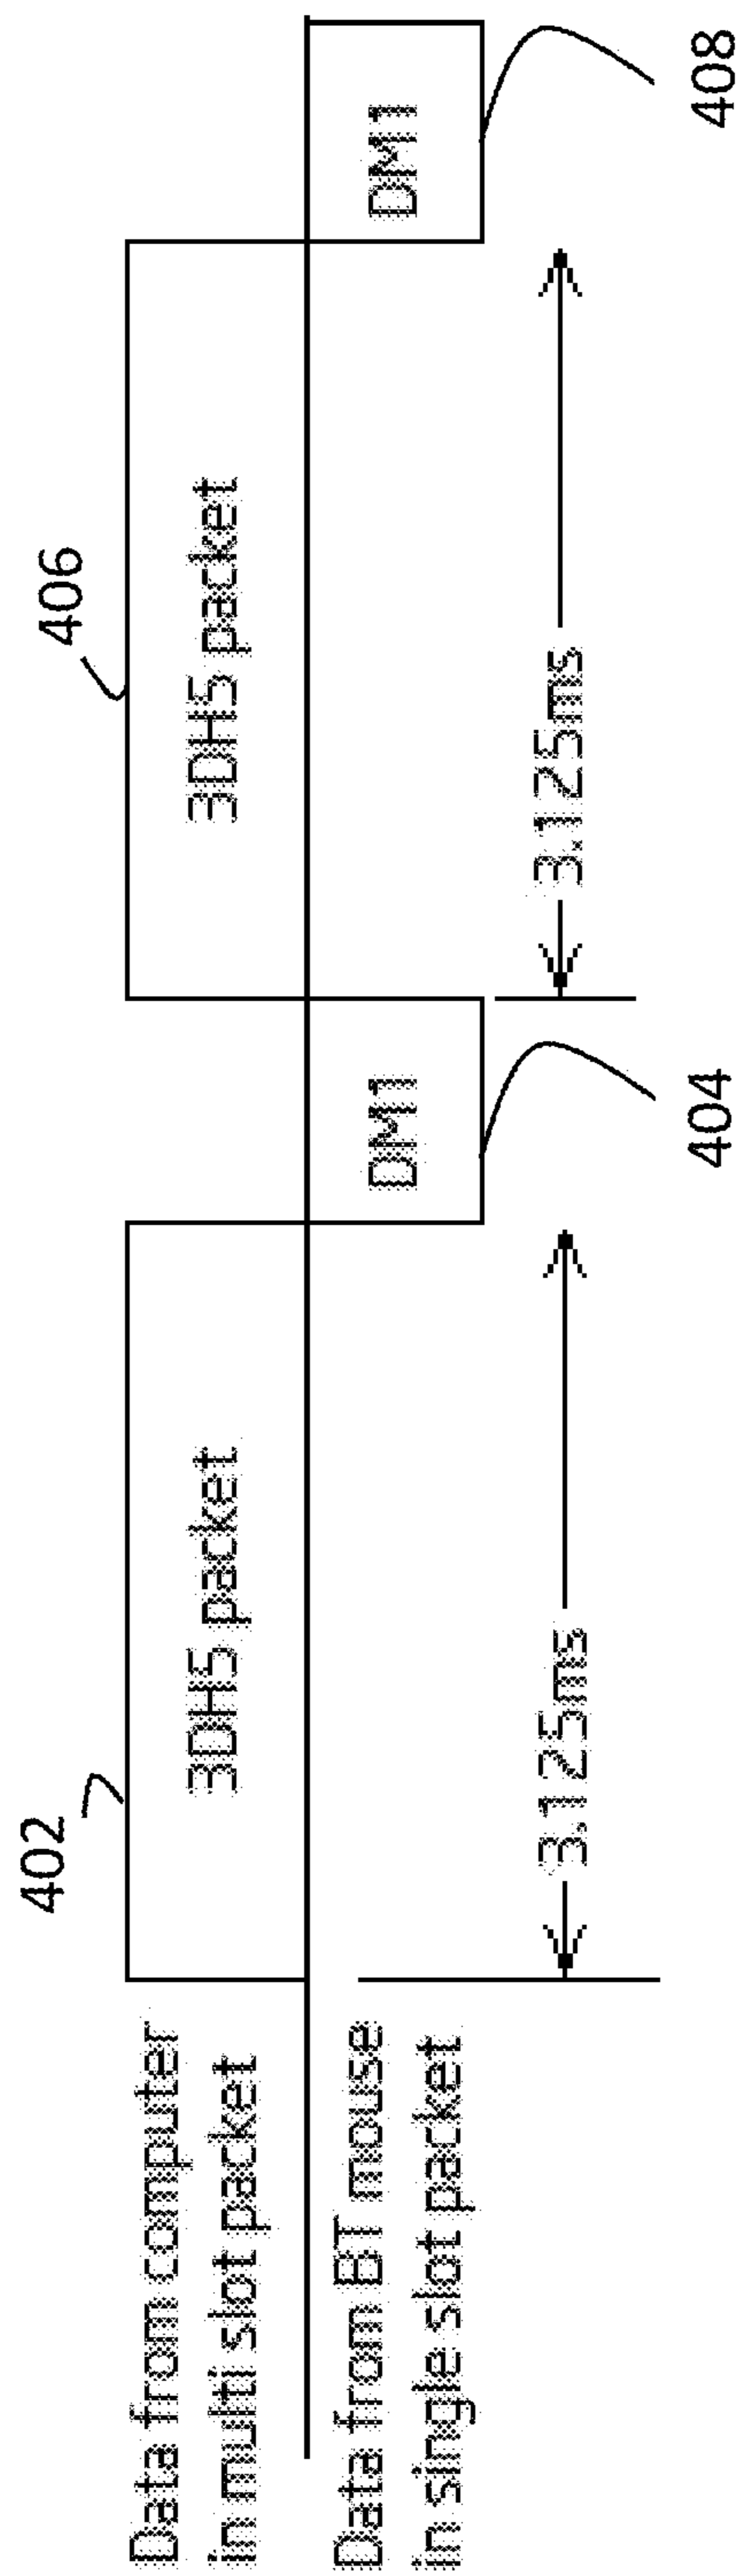 Data from computer
in multi slot packet
Data from BT mouse
in single slot packet
402
3DH5 packet
3.125ms
DM1
404
406
3DH5 packet
3.125ms
DM1
408